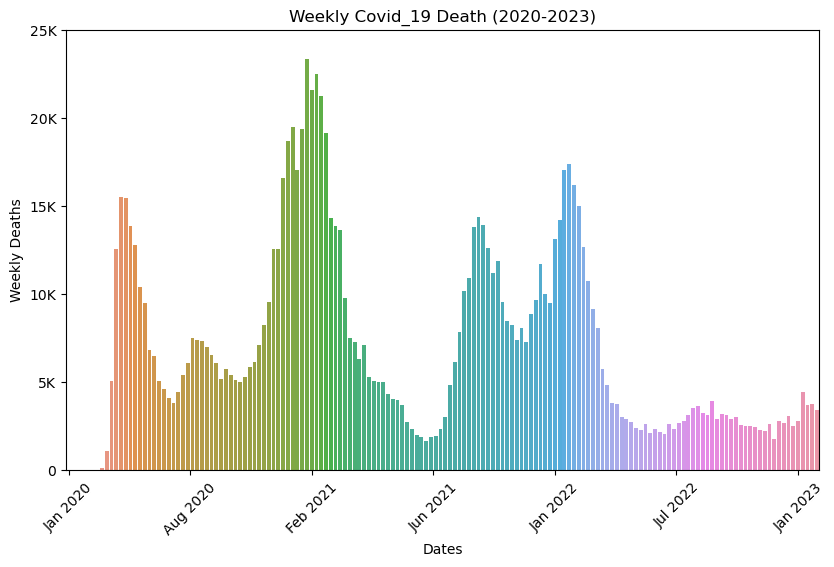 Weekly Covid_19 Death (2020-2023)
25K
20K
15K
10K
5K
0
Weekly Deaths
Jan 2020
Aug 2020
Feb 2021
Jun 2021
Jan 2022
Jul 2022
Jan 2023
Dates